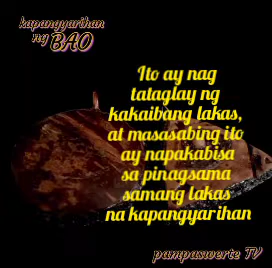 kapangyarihan
ng BAO
Ito ay nag
tataglay ng
kakaibang lakas,
at masasabing ito
ay napakabisa
sa pinagsama
samang lakas
na kapangyarihan
pampaswerte TV